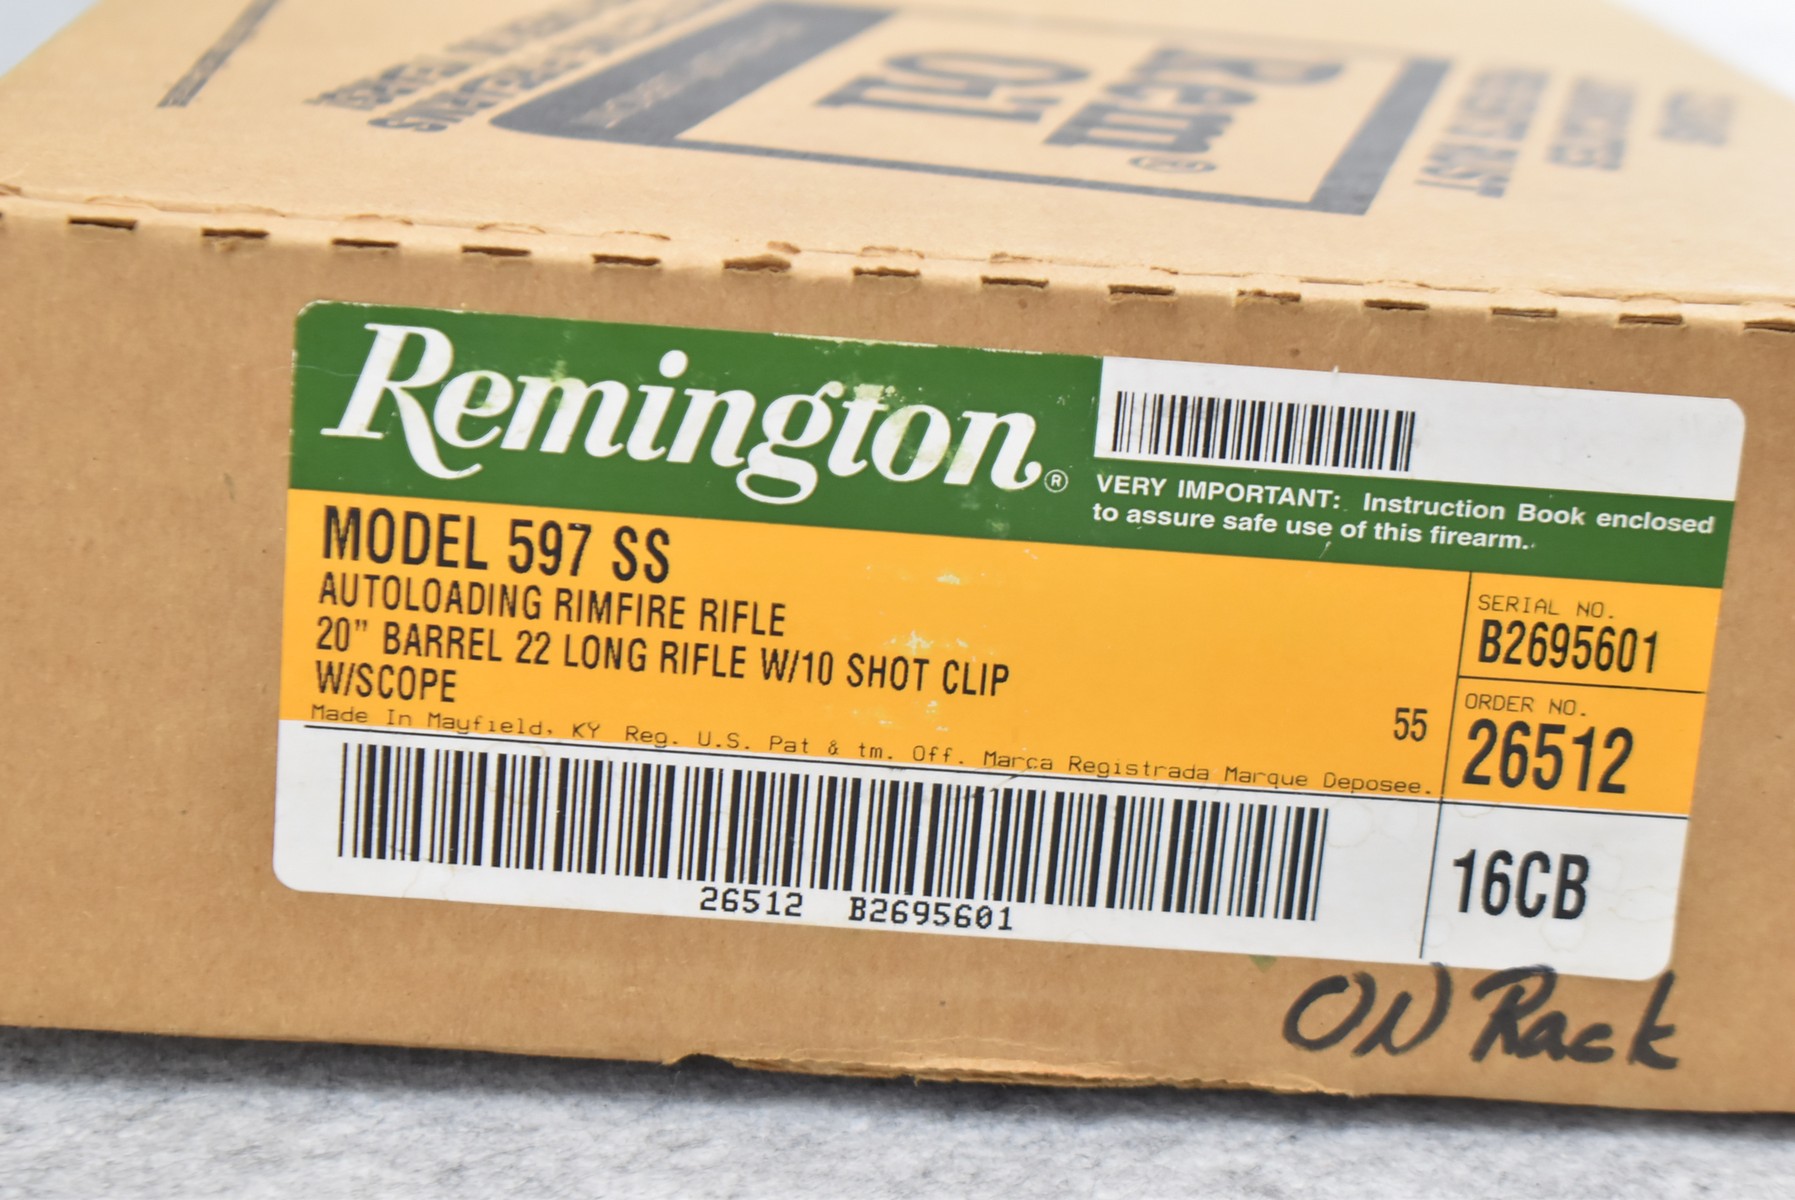 Rem®
Oil
Remington®
VERY IMPORTANT: Instruction Book enclosed
to assure safe use of this firearm.
MODEL 597 SS
AUTOLOADING RIMFIRE RIFLE
20” BARREL 22 LONG RIFLE W/10 SHOT CLIP
W/SCOPE
55
Made In Mayfield, KY Reg. U.S. Pat & tm. Off. Marca Registrada Marque Deposee.
SERIAL NO.
B2695601
ORDER NO.
26512
16CB
26512 B2695601
ON Rack